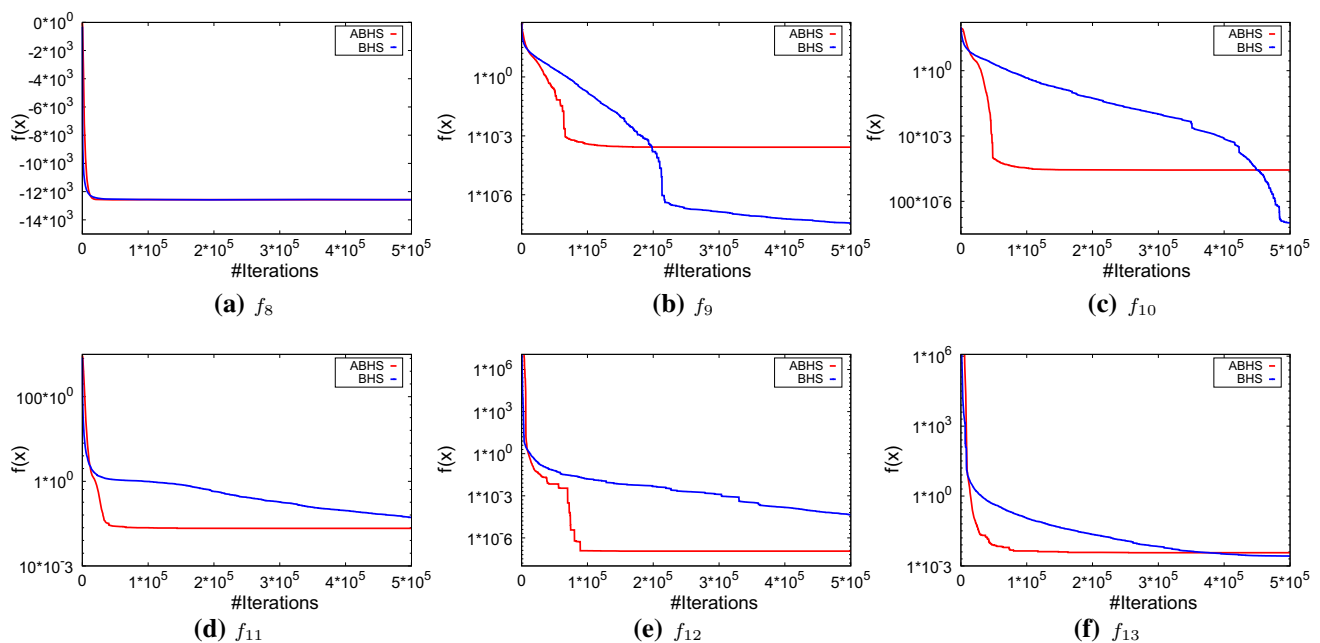 0*10^0
-2*10^3
-4*10^3
-6*10^3
-8*10^3
-10*10^3
-12*10^3
-14*10^3
f(x)
ABHS
BHS
0 1*10^5 2*10^5 3*10^5 4*10^5 5*10^5
#Iterations
(a) f_8
1*10^0
1*10^-3
1*10^-6
f(x)
ABHS
BHS
0 1*10^5 2*10^5 3*10^5 4*10^5 5*10^5
#Iterations
(b) f_9
1*10^0
10*10^-3
100*10^-6
f(x)
ABHS
BHS
0 1*10^5 2*10^5 3*10^5 4*10^5 5*10^5
#Iterations
(c) f_10
100*10^0
1*10^0
10*10^-3
f(x)
ABHS
BHS
0 1*10^5 2*10^5 3*10^5 4*10^5 5*10^5
#Iterations
(d) f_11
1*10^6
1*10^3
1*10^0
1*10^-3
1*10^-6
f(x)
ABHS
BHS
0 1*10^5 2*10^5 3*10^5 4*10^5 5*10^5
#Iterations
(e) f_12
1*10^6
1*10^3
1*10^0
1*10^-3
f(x)
ABHS
BHS
0 1*10^5 2*10^5 3*10^5 4*10^5 5*10^5
#Iterations
(f) f_13